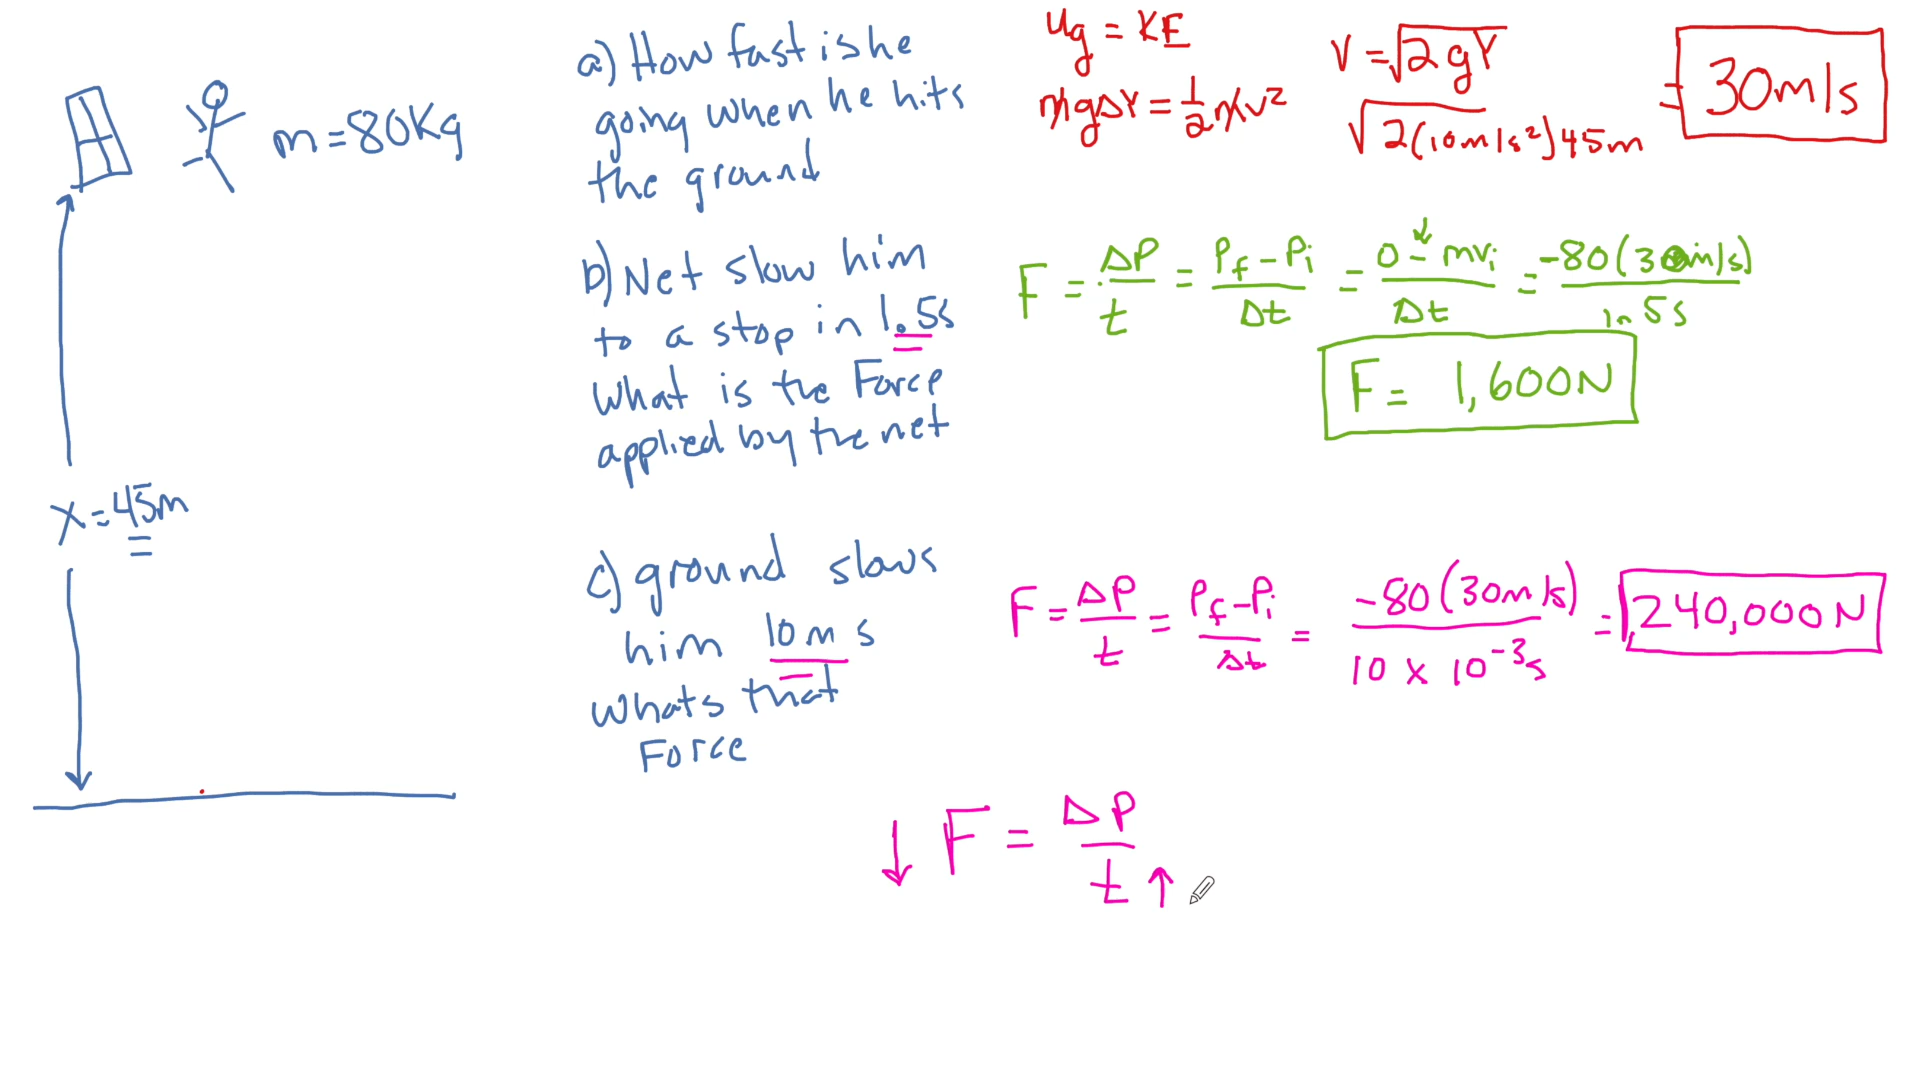 m = 80Kg
X = 45m
a) How fast is he
going when he hits
the ground
b) Net slow him
to a stop in 1.5s
What is the Force
applied by the net
c) ground slows
him 10ms
Whats that
Force
Ug = KE
mgΔY = 1/2 mv²
V = √2gY
√2(10m/s²)45m
= 30m/s
F = ΔP/t = Pf - Pi/Δt = 0 - mvi/Δt = -80(30m/s)/1.5s
F = 1,600N
F = ΔP/t = Pf - Pi/Δt = -80(30m/s)/10 x 10⁻³s = 240,000N
↓ F = ΔP/t ↑